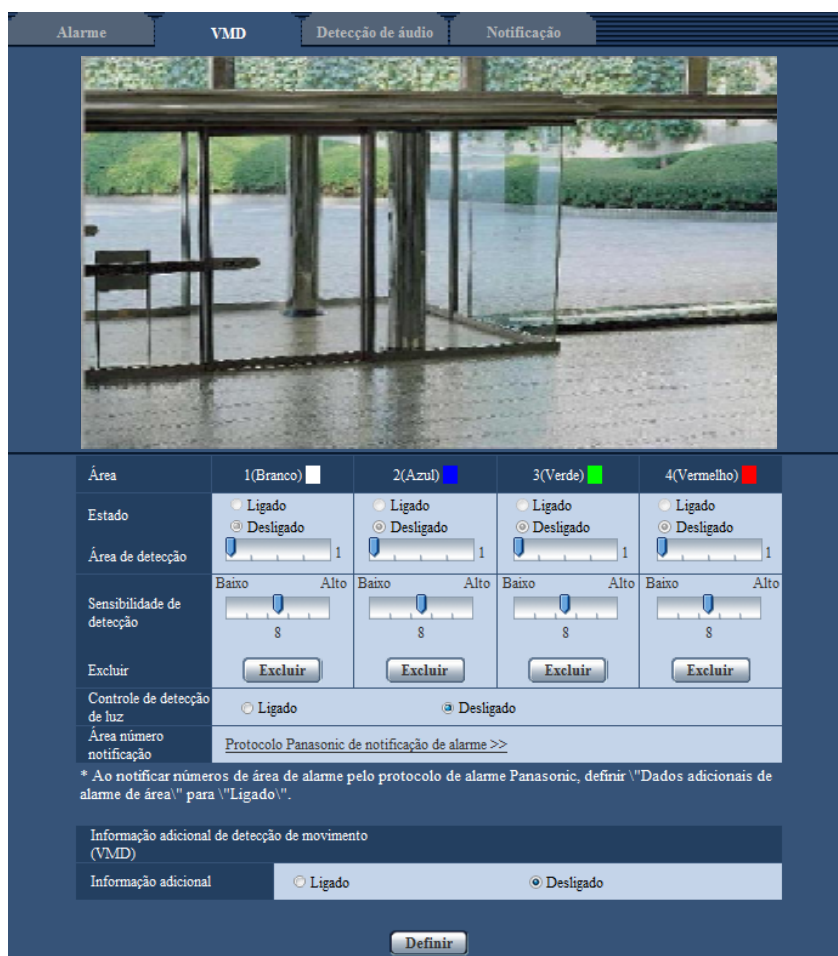 Alarme VMD Detecção de áudio Notificação
Área 1(Branco) 2(Azul) 3(Verde) 4(Vermelho)
Estado
Ligado Ligado Ligado Ligado
Desligado Desligado Desligado Desligado
Área de detecção 1 1 1 1
Baixo Alto Baixo Alto Baixo Alto Baixo Alto
Sensibilidade de
detecção
8 8 8 8
Excluir Excluir Excluir Excluir Excluir
Controle de detecção
de luz
Ligado Desligado
Área número
notificação
Protocolo Panasonic de notificação de alarme >>
* Ao notificar números de área de alarme pelo protocolo de alarme Panasonic, definir \"Dados adicionais de
alarme de área\" para \"Ligado\".
Informação adicional de detecção de movimento
(VMD)
Informação adicional Ligado Desligado
Definir